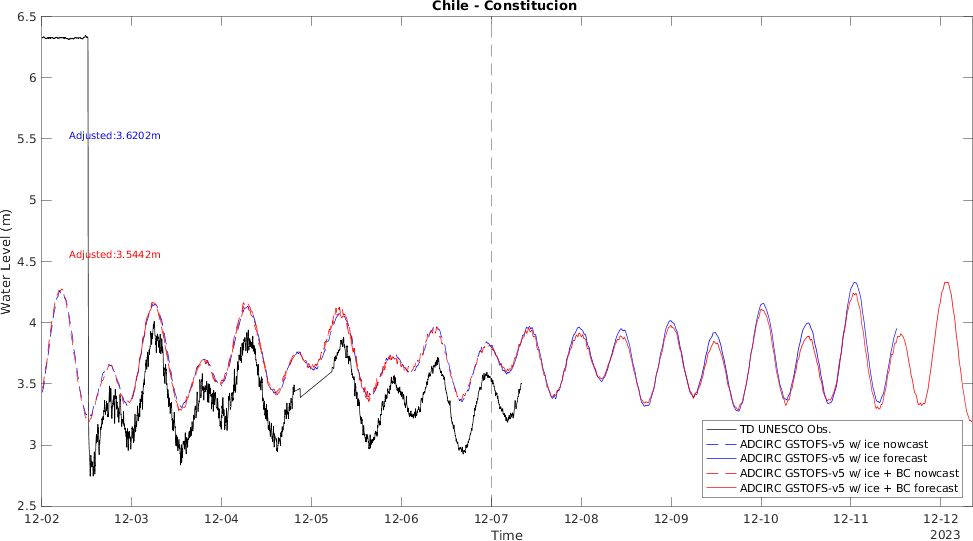 Chile - Constitucion
6.5
6
5.5
5
4.5
4
3.5
3
2.5
Water Level (m)
Adjusted:3.6202m
Adjusted:3.5442m
TD UNESCO Obs.
ADCIRC GSTOFS-v5 w/ ice nowcast
ADCIRC GSTOFS-v5 w/ ice forecast
ADCIRC GSTOFS-v5 w/ ice + BC nowcast
ADCIRC GSTOFS-v5 w/ ice + BC forecast
12-02 12-03 12-04 12-05 12-06 12-07 12-08 12-09 12-10 12-11 12-12
2023
Time